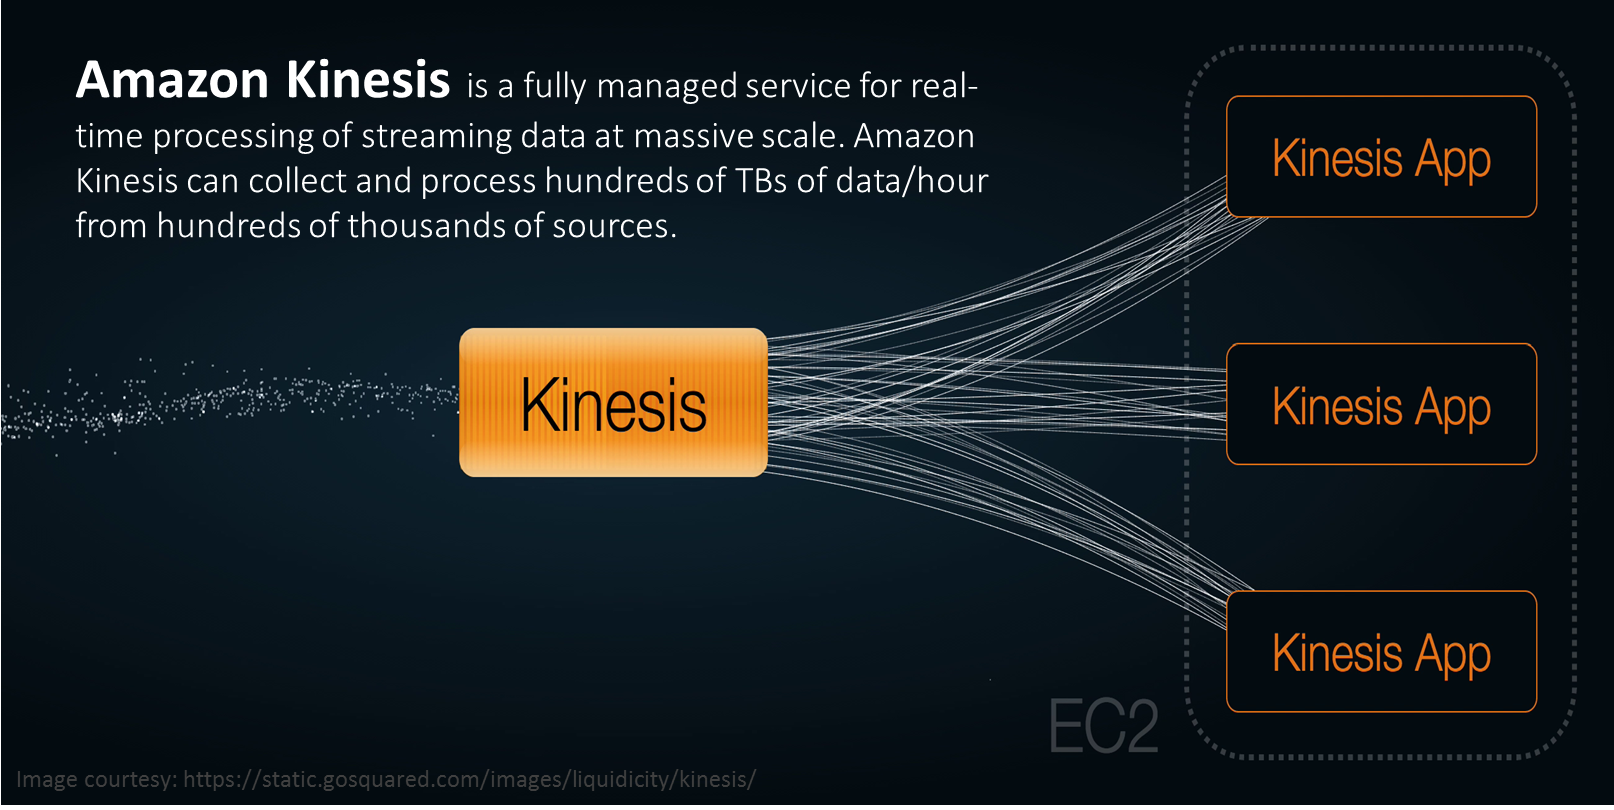 Amazon Kinesis is a fully managed service for real-
time processing of streaming data at massive scale. Amazon
Kinesis can collect and process hundreds of TBs of data/hour
from hundreds of thousands of sources.
Kinesis App
Kinesis
Kinesis App
Kinesis App
EC2
Image courtesy: https://static.gosquared.com/images/liquidicity/kinesis/